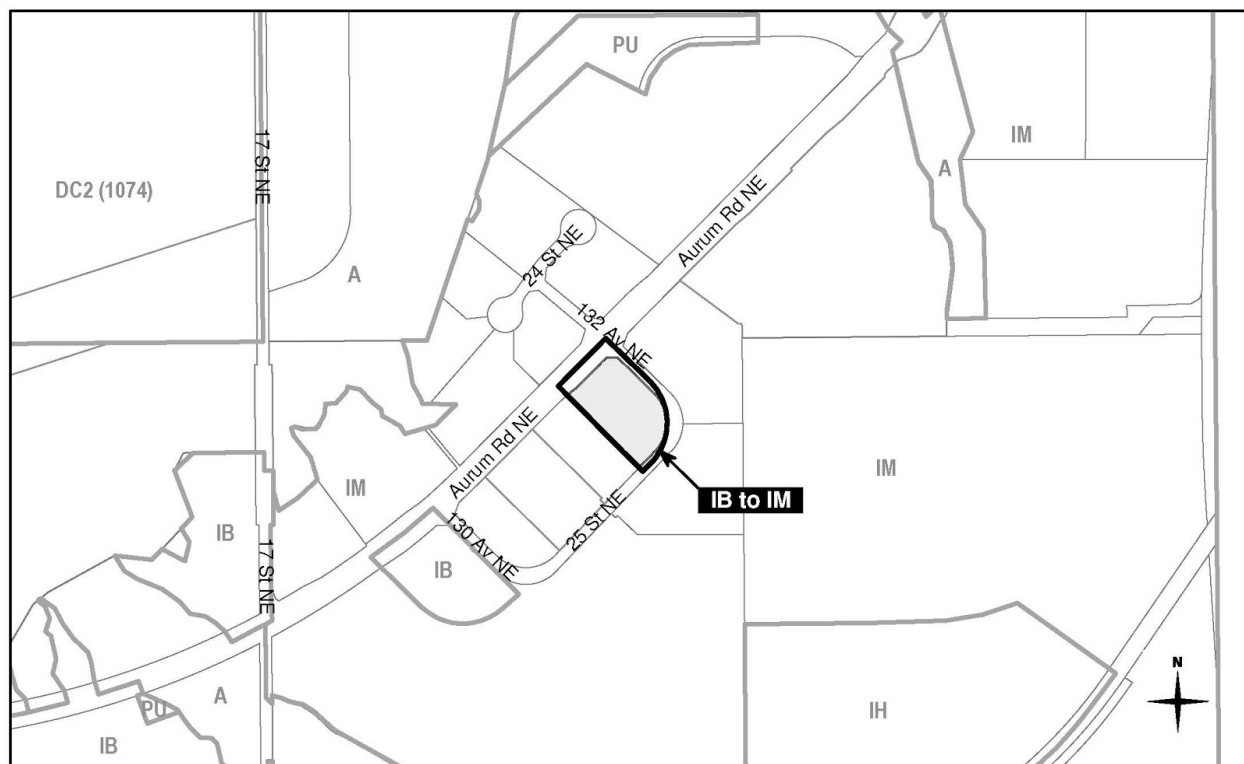 PU
17 St NE
DC2 (1074)
IM
A
Aurum Rd NE
24 St NE
A
132 Av NE
IM
Aurum Rd NE
IM
IB to IM
25 St NE
IB
130 Av NE
IB
17 St NE
N
A
PU
IH
IB